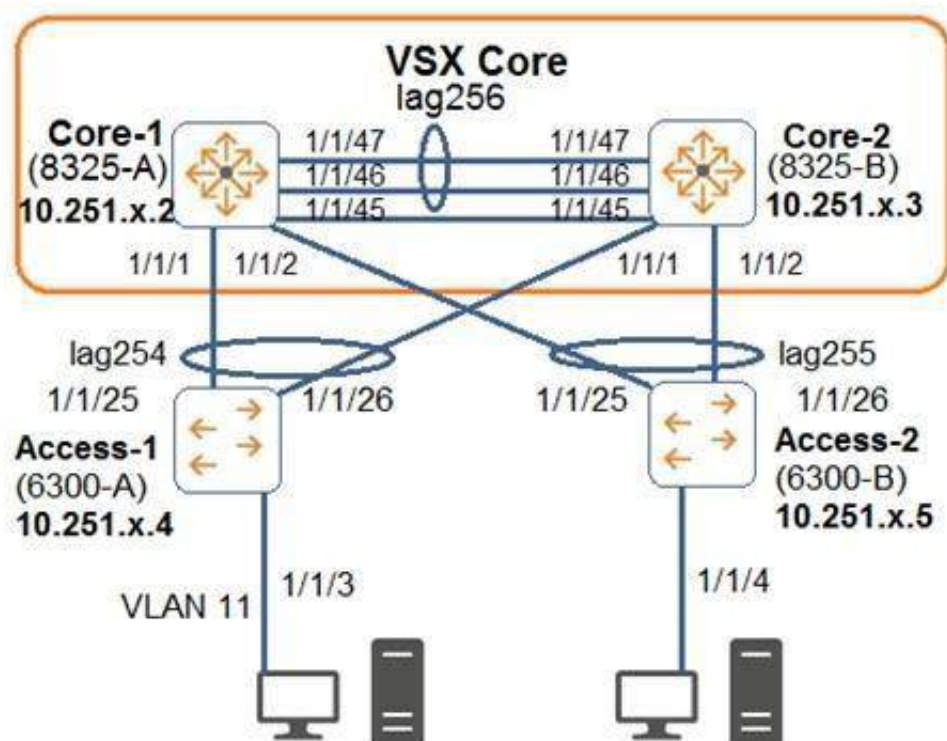 VSX Core
lag256
Core-1
(8325-A)
10.251.x.2
1/1/47
1/1/46
1/1/45
1/1/47
1/1/46
1/1/45
Core-2
(8325-B)
10.251.x.3
1/1/1
1/1/2
1/1/1
1/1/2
lag254
lag255
1/1/25
1/1/26
1/1/25
1/1/26
Access-1
(6300-A)
10.251.x.4
Access-2
(6300-B)
10.251.x.5
VLAN 11
1/1/3
1/1/4